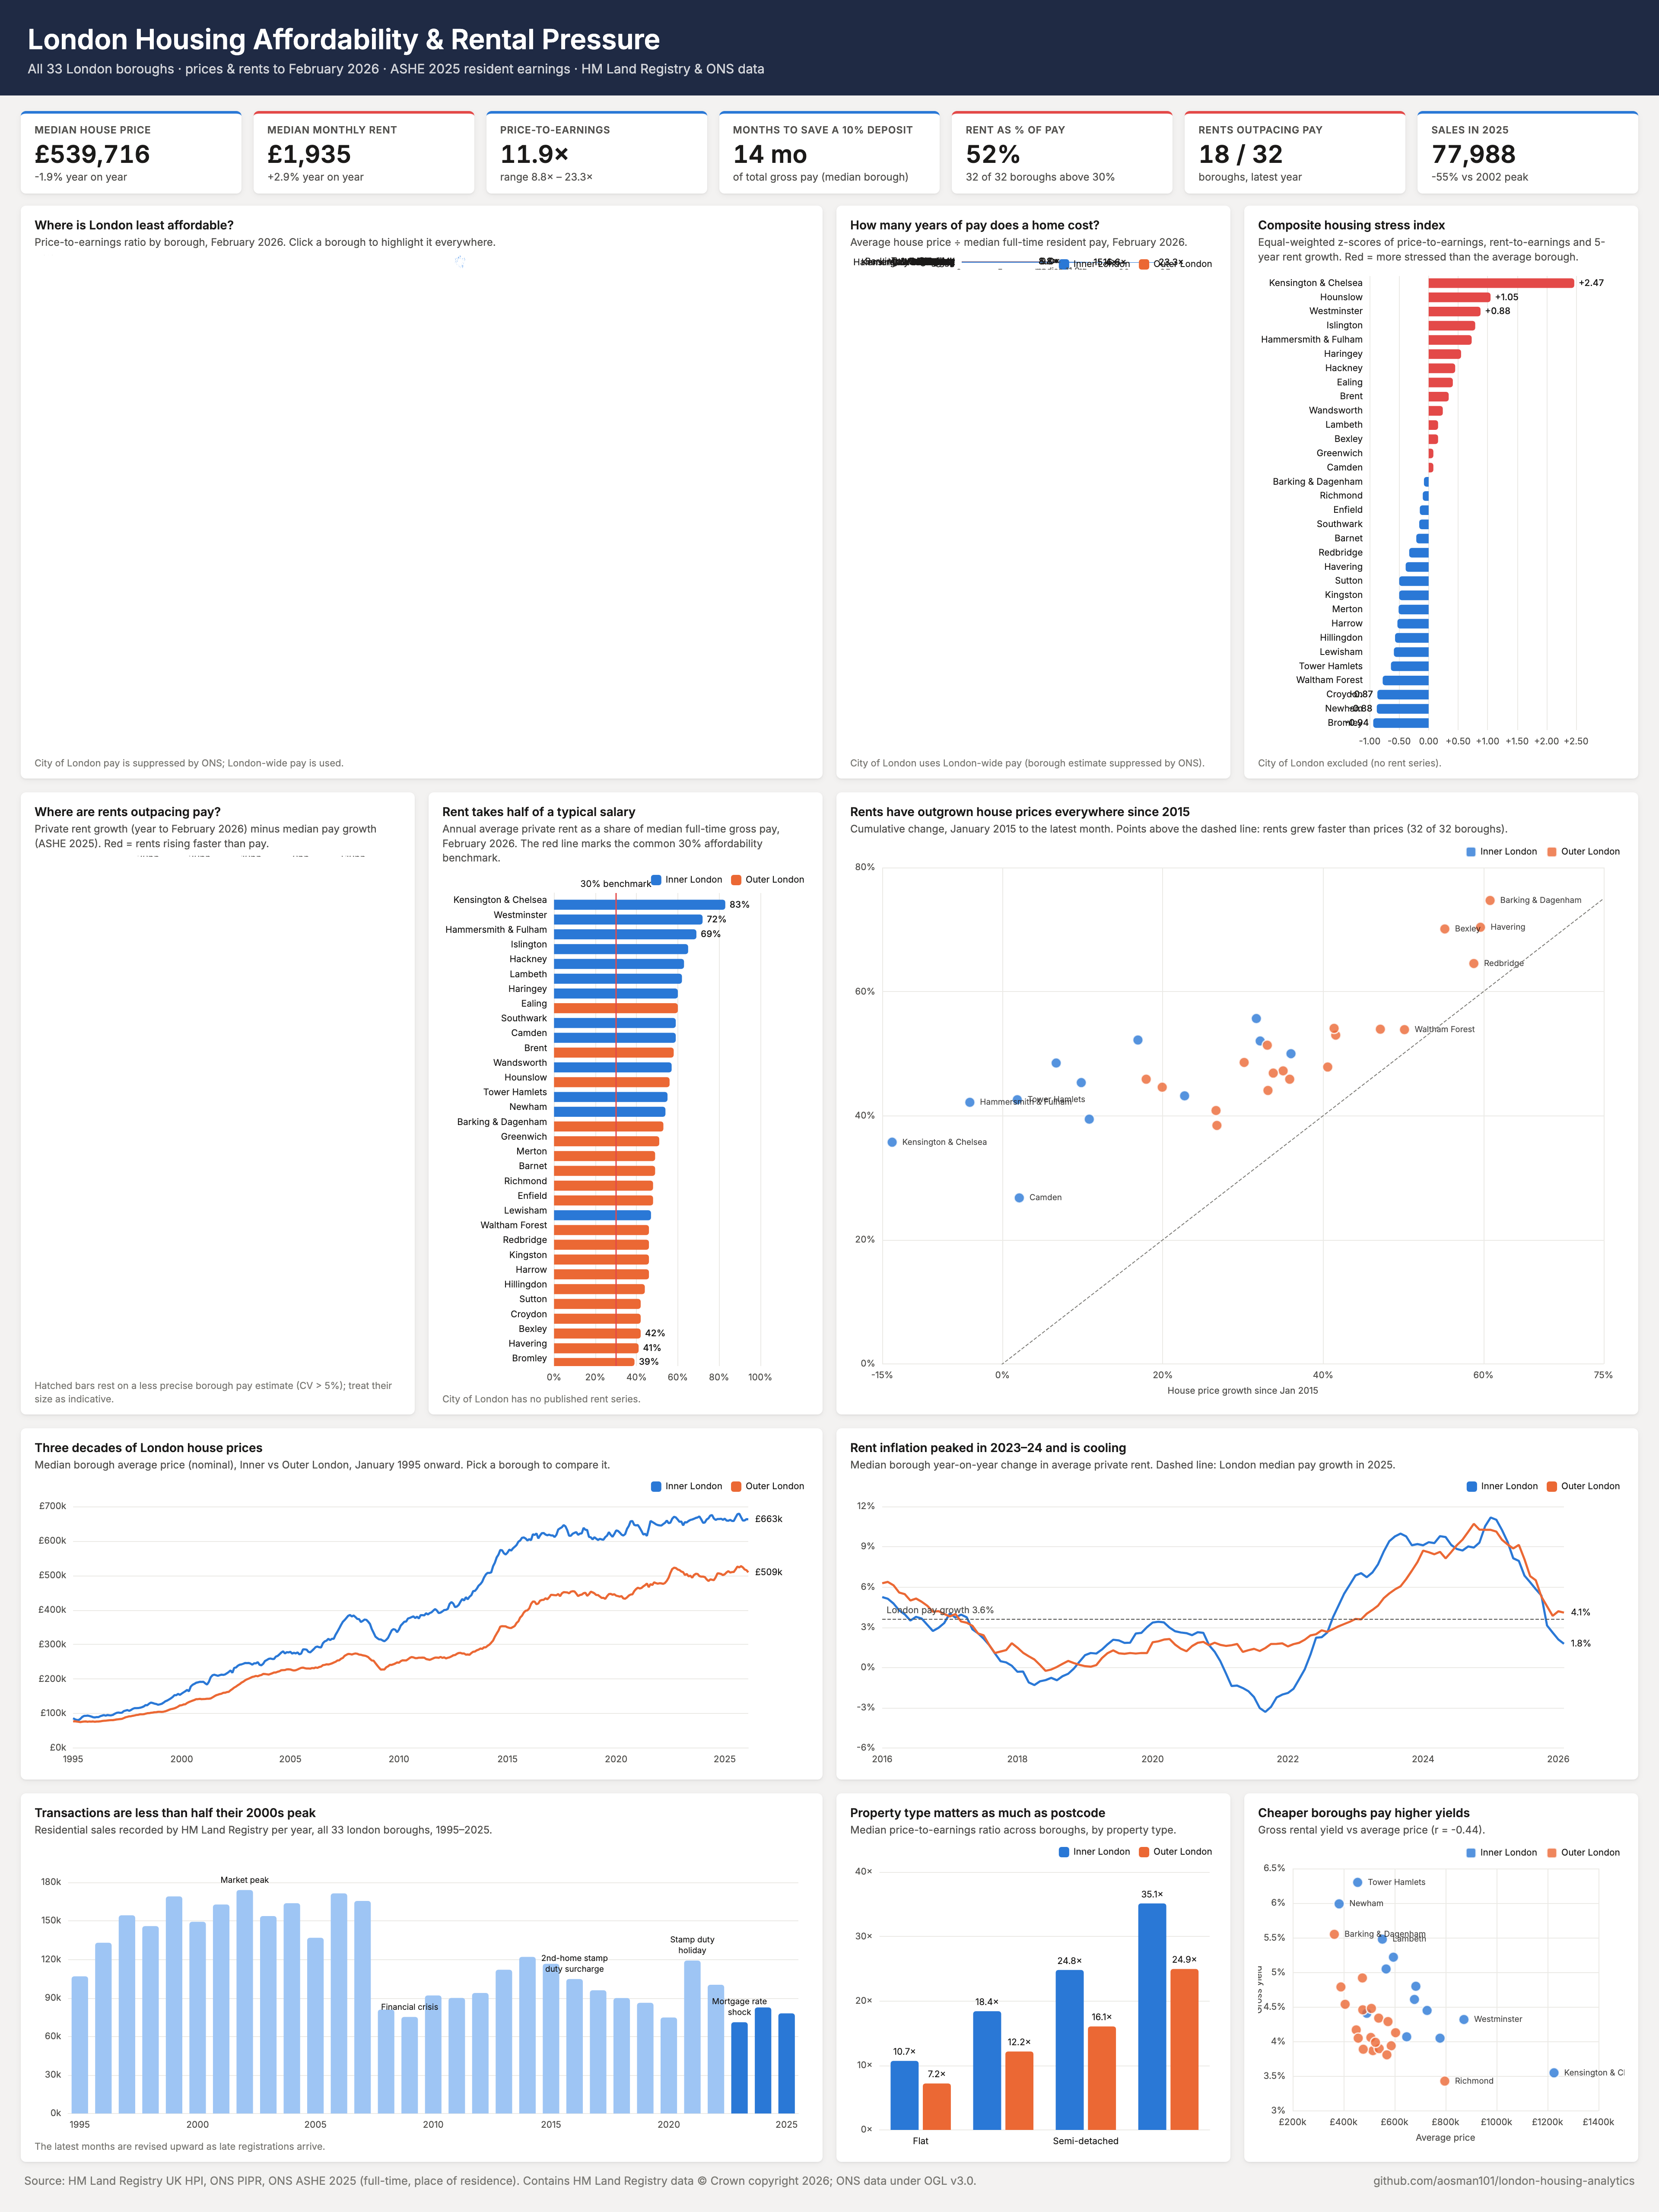 London Housing Affordability & Rental Pressure
All 33 London boroughs · prices & rents to February 2026 · ASHE 2025 resident earnings · HM Land Registry & ONS data
MEDIAN HOUSE PRICE
£539,716
-1.9% year on year
MEDIAN MONTHLY RENT
£1,935
+2.9% year on year
PRICE-TO-EARNINGS
11.9×
range 8.8× – 23.3×
MONTHS TO SAVE A 10% DEPOSIT
14 mo
of total gross pay (median borough)
RENT AS % OF PAY
52%
32 of 32 boroughs above 30%
RENTS OUTPACING PAY
18 / 32
boroughs, latest year
SALES IN 2025
77,988
-55% vs 2002 peak
Where is London least affordable?
Price-to-earnings ratio by borough, February 2026. Click a borough to highlight it everywhere.
City of London pay is suppressed by ONS; London-wide pay is used.
How many years of pay does a home cost?
Average house price ÷ median full-time resident pay, February 2026.
Inner London
Outer London
23.3×
City of London uses London-wide pay (borough estimate suppressed by ONS).
Composite housing stress index
Equal-weighted z-scores of price-to-earnings, rent-to-earnings and 5-
year rent growth. Red = more stressed than the average borough.
Kensington & Chelsea +2.47
Hounslow +1.05
Westminster +0.88
Islington
Hammersmith & Fulham
Haringey
Hackney
Ealing
Brent
Wandsworth
Lambeth
Bexley
Greenwich
Camden
Barking & Dagenham
Richmond
Enfield
Southwark
Barnet
Redbridge
Havering
Sutton
Kingston
Merton
Harrow
Hillingdon
Lewisham
Tower Hamlets
Waltham Forest
Croydon -0.87
Newham -0.88
Bromley -0.94
-1.00 -0.50 0.00 +0.50 +1.00 +1.50 +2.00 +2.50
City of London excluded (no rent series).
Where are rents outpacing pay?
Private rent growth (year to February 2026) minus median pay growth
(ASHE 2025). Red = rents rising faster than pay.
Hatched bars rest on a less precise borough pay estimate (CV > 5%); treat their
size as indicative.
Rent takes half of a typical salary
Annual average private rent as a share of median full-time gross pay,
February 2026. The red line marks the common 30% affordability
benchmark.
30% benchmark Inner London Outer London
Kensington & Chelsea 83%
Westminster 72%
Hammersmith & Fulham 69%
Islington
Hackney
Lambeth
Haringey
Ealing
Southwark
Camden
Brent
Wandsworth
Hounslow
Tower Hamlets
Newham
Barking & Dagenham
Greenwich
Merton
Barnet
Richmond
Enfield
Lewisham
Waltham Forest
Redbridge
Kingston
Harrow
Hillingdon
Sutton
Croydon
Bexley 42%
Havering 41%
Bromley 39%
0% 20% 40% 60% 80% 100%
City of London has no published rent series.
Rents have outgrown house prices everywhere since 2015
Cumulative change, January 2015 to the latest month. Points above the dashed line: rents grew faster than prices (32 of 32 boroughs).
Inner London Outer London
80%
Barking & Dagenham
Bexley Havering
Redbridge
60%
Waltham Forest
Hammersmith & Fulham Tower Hamlets
40%
Kensington & Chelsea
Camden
20%
0%
-15% 0% 20% 40% 60% 75%
House price growth since Jan 2015
Three decades of London house prices
Median borough average price (nominal), Inner vs Outer London, January 1995 onward. Pick a borough to compare it.
Inner London Outer London
£700k
£663k
£600k
£509k
£500k
£400k
£300k
£200k
£100k
£0k
1995 2000 2005 2010 2015 2020 2025
Rent inflation peaked in 2023–24 and is cooling
Median borough year-on-year change in average private rent. Dashed line: London median pay growth in 2025.
Inner London Outer London
12%
9%
6%
London pay growth 3.6%
4.1%
3%
1.8%
0%
-3%
-6%
2016 2018 2020 2022 2024 2026
Transactions are less than half their 2000s peak
Residential sales recorded by HM Land Registry per year, all 33 london boroughs, 1995–2025.
Market peak
180k
150k
Stamp duty
holiday
2nd-home stamp
duty surcharge
120k
90k
Financial crisis
Mortgage rate
shock
60k
30k
0k
1995 2000 2005 2010 2015 2020 2025
The latest months are revised upward as late registrations arrive.
Property type matters as much as postcode
Median price-to-earnings ratio across boroughs, by property type.
Inner London Outer London
40×
30×
20×
10×
0×
10.7× 7.2× 18.4× 12.2× 24.8× 16.1× 35.1× 24.9×
Flat Semi-detached
Cheaper boroughs pay higher yields
Gross rental yield vs average price (r = -0.44).
Inner London Outer London
6.5%
Tower Hamlets
6%
Newham
5.5%
Barking & Dagenham
Lambeth
5%
4.5%
Westminster
4%
3.5%
Kensington & C
Richmond
3%
£200k £400k £600k £800k £1000k £1200k £1400k
Average price
Source: HM Land Registry UK HPI, ONS PIPR, ONS ASHE 2025 (full-time, place of residence). Contains HM Land Registry data © Crown copyright 2026; ONS data under OGL v3.0.
github.com/aosman101/london-housing-analytics